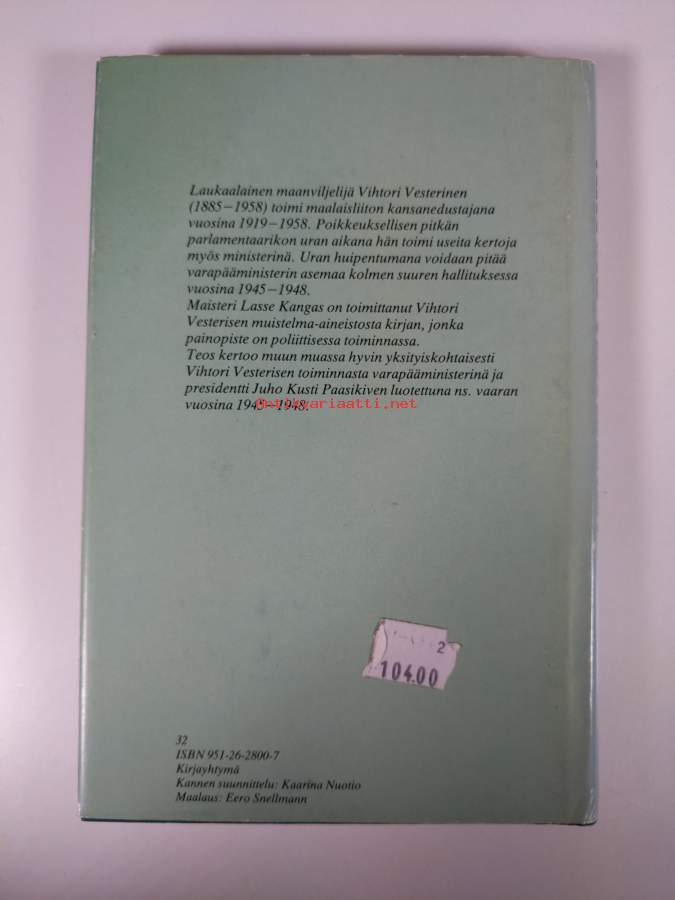 Laukaalainen maanviljelijä Vihtori Vesterinen
(1885–1958) toimi maalaisliiton kansanedustajana
vuosina 1919–1958. Poikkeuksellisen pitkän
parlamentaarikon uran aikana hän toimi useita kertoja
myös ministerinä. Uran huipentumana voidaan pitää
varapääministerin asemaa kolmen suuren hallituksessa
vuosina 1945–1948.
Maisteri Lasse Kangas on toimittanut Vihtori
Vesterisen muistelma-aineistosta kirjan, jonka
painopiste on poliittisessa toiminnassa.
Teos kertoo muun muassa hyvin yksityiskohtaisesti
Vihtori Vesterisen toiminnasta varapääministerinä ja
presidentti Juho Kusti Paasikiven luotettuna ns. vaaran
vuosina 1945–1948.
Antikvariaatti.net
2
104.00
32
ISBN 951-26-2800-7
Kirjayhtymä
Kannen suunnittelu: Kaarina Nuotio
Maalaus: Eero Snellmann